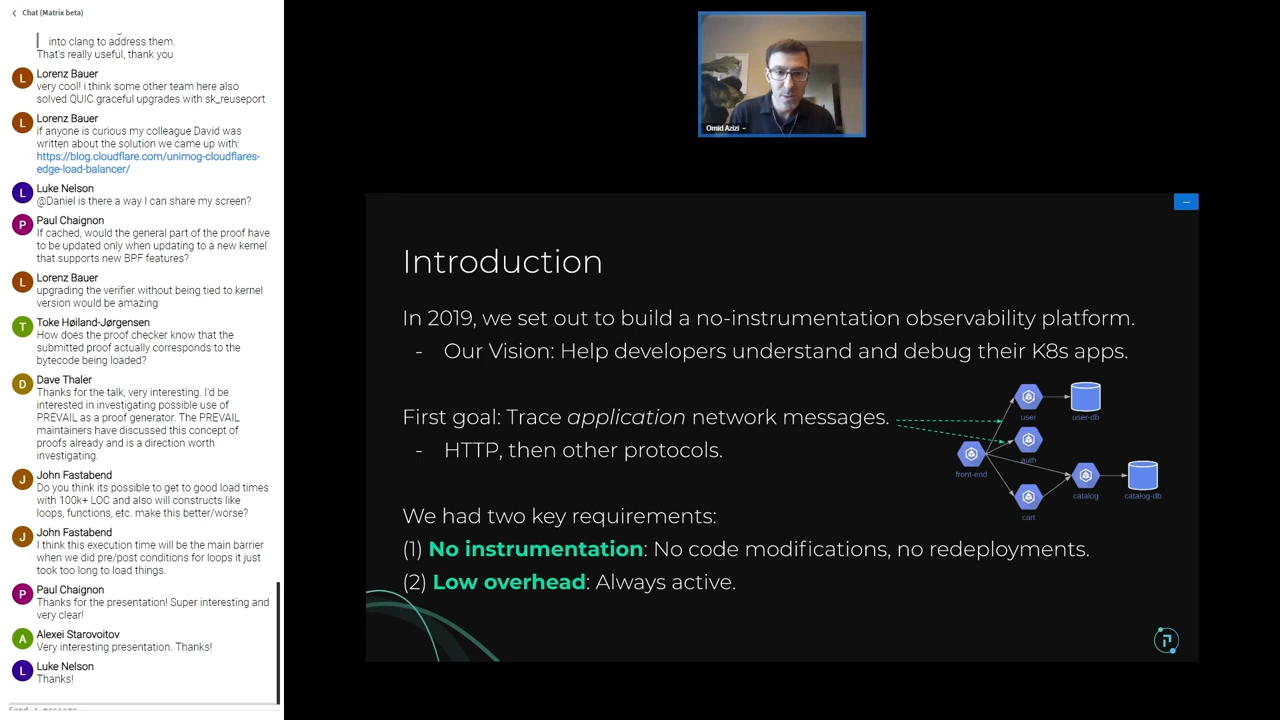 Chat (Matrix beta)
into clang to address them.
That's really useful, thank you
L
Lorenz Bauer
very cool! i think some other team here also
solved QUIC graceful upgrades with sk_reuseport
L
Lorenz Bauer
if anyone is curious my colleague David was
written about the solution we came up with:
https://blog.cloudflare.com/unimog-cloudflares-
edge-load-balancer/
L
Luke Nelson
@Daniel is there a way I can share my screen?
P
Paul Chaignon
If cached, would the general part of the proof have
to be updated only when updating to a new kernel
that supports new BPF features?
L
Lorenz Bauer
upgrading the verifier without being tied to kernel
version would be amazing
T
Toke Høiland-Jørgensen
How does the proof checker know that the
submitted proof actually corresponds to the
bytecode being loaded?
D
Dave Thaler
Thanks for the talk, very interesting. I'd be
interested in investigating possible use of
PREVAIL as a proof generator. The PREVAIL
maintainers have discussed this concept of
proofs already and is a direction worth
investigating.
J
John Fastabend
Do you think its possible to get to good load times
with 100k+ LOC and also will constructs like
loops, functions, etc. make this better/worse?
J
John Fastabend
I think this execution time will be the main barrier
when we did pre/post conditions for loops it just
took too long to load things.
P
Paul Chaignon
Thanks for the presentation! Super interesting and
very clear!
A
Alexei Starovoitov
Very interesting presentation. Thanks!
L
Luke Nelson
Thanks!
Send a message
Omid Azizi
Introduction
In 2019, we set out to build a no-instrumentation observability platform.
- Our Vision: Help developers understand and debug their K8s apps.
First goal: Trace application network messages.
- HTTP, then other protocols.
user
user-db
auth
front-end
catalog
catalog-db
cart
We had two key requirements:
(1) No instrumentation: No code modifications, no redeployments.
(2) Low overhead: Always active.